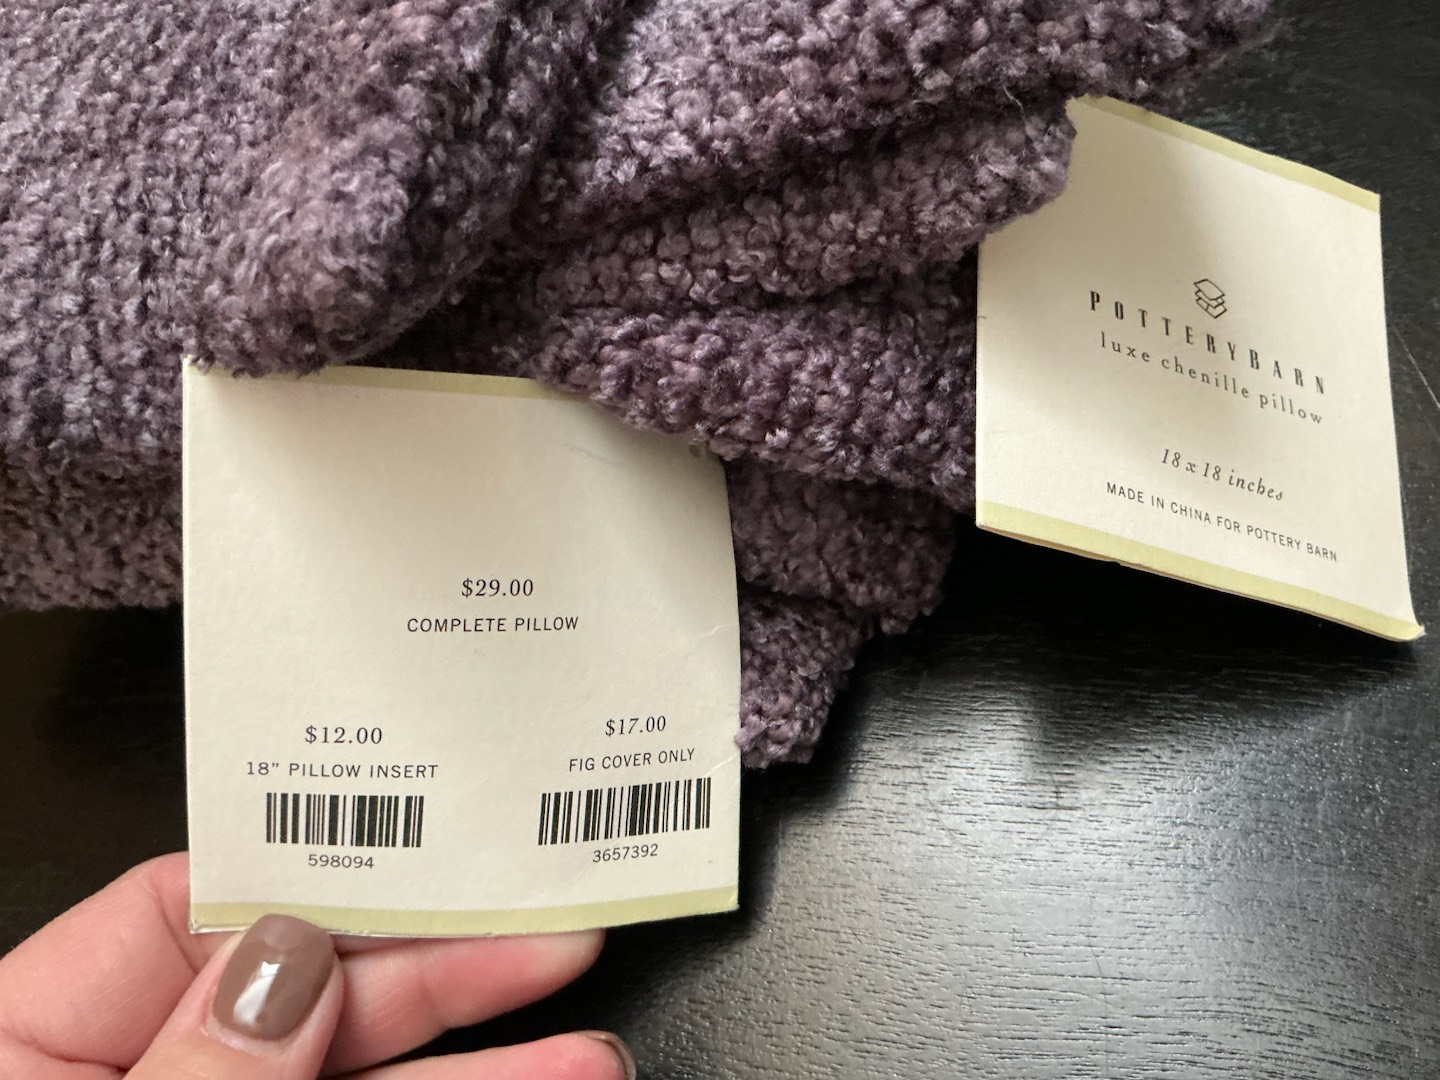 $29.00
COMPLETE PILLOW
$12.00
18” PILLOW INSERT
598094
$17.00
FIG COVER ONLY
3657392
POTTERYBARN
luxe chenille pillow
18 x 18 inches
MADE IN CHINA FOR POTTERY BARN